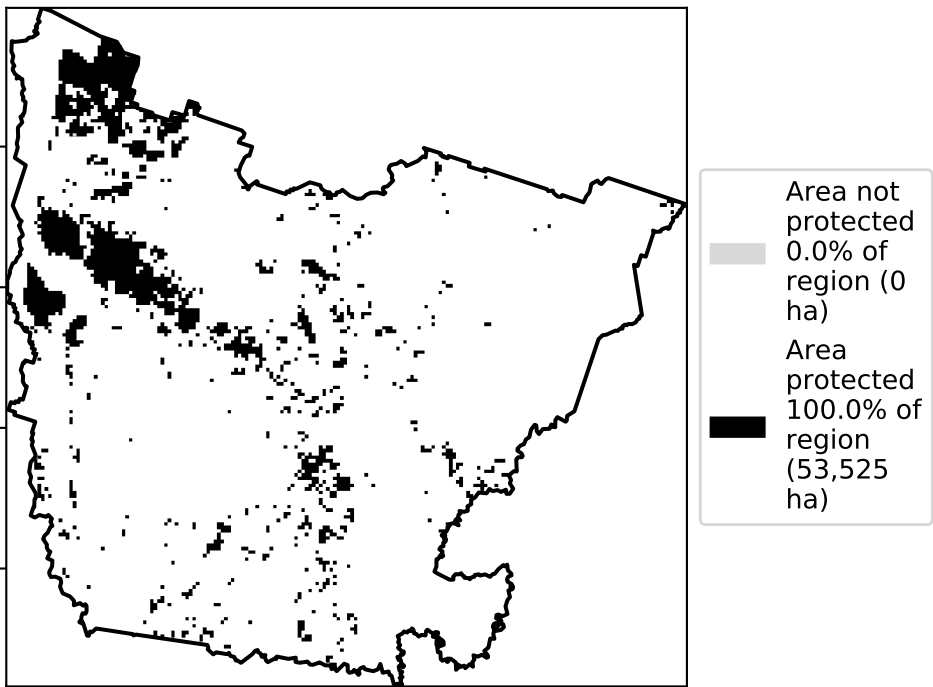 Area not
protected
0.0% of
region (0
ha)
Area
protected
100.0% of
region
(53,525
ha)